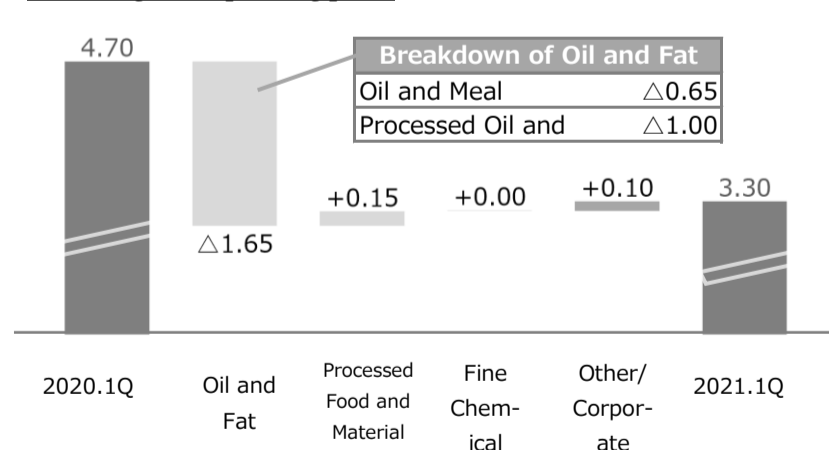 4.70
Breakdown of Oil and Fat
Oil and Meal △0.65
Processed Oil and △1.00
+0.15
+0.00
+0.10
3.30
△1.65
2020.1Q
Oil and
Fat
Processed
Food and
Material
Fine
Chem-
ical
Other/
Corpor-
ate
2021.1Q